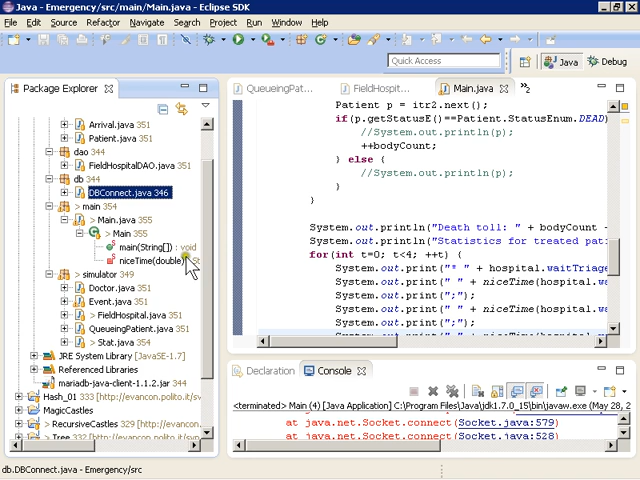 Java - Emergency/src/main/Main.java - Eclipse SDK
File Edit Source Refactor Navigate Search Project Run Window Help
Quick Access
Java
Debug
Package Explorer
Arrival.java 351
Patient.java 351
dao 344
FieldHospitalDAO.java 351
db 344
DBConnect.java 346
> main 354
> Main.java 355
> Main 355
main(String[]) : void
niceTime(double) : St
> simulator 349
Doctor.java 351
Event.java 351
> FieldHospital.java 351
QueueingPatient.java 351
> Stat.java 354
JRE System Library [JavaSE-1.7]
Referenced Libraries
mariadb-java-client-1.1.2.jar 344
Hash_01 333 [http://evancon.polito.it/svn
MagicCastles
> RecursiveCastles 329 [http://evancon.p
> Tree 332 [http://evancon.polito.it/svn
QueueingPat...
FieldHospit...
Main.java
»2
Patient p = itr2.next();
if(p.getStatusE()==Patient.StatusEnum.DEAD)
//System.out.println(p);
++bodyCount;
} else {
//System.out.println(p);
}
}
System.out.println("Death toll: " + bodyCount +
System.out.println("Statistics for treated pat
for(int t=0; t<4; ++t) {
System.out.print("* " + hospital.waitTriage
System.out.print(" " + niceTime(hospital.wa
System.out.print(";");
System.out.print(" " + niceTime(hospital.wa
System.out.print(";");
Declaration
Console
<terminated> Main (4) [Java Application] C:\Program Files\Java\jdk1.7.0_15\bin\javaw.exe (May 28,
at java.net.Socket.connect(Socket.java:579)
at java.net.Socket.connect(Socket.java:528)
db.DBConnect.java - Emergency/src